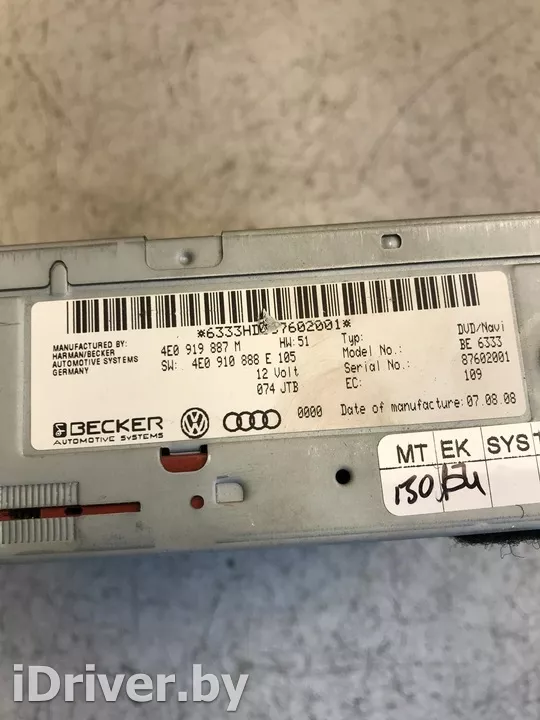 *6333HD 87602001*
MANUFACTURED BY:
HARMAN/BECKER
AUTOMOTIVE SYSTEMS
GERMANY
4E0 919 887 M HW: 51
SW: 4E0 910 888 E 105
12 Volt
074 JTB
Typ: DVD/Navi
Model No.: BE 6333
Serial No.: 87602001
EC: 109
BECKER
AUTOMOTIVE SYSTEMS
0000 Date of manufacture: 07.08.08
MT EK SYS
iDriver.by